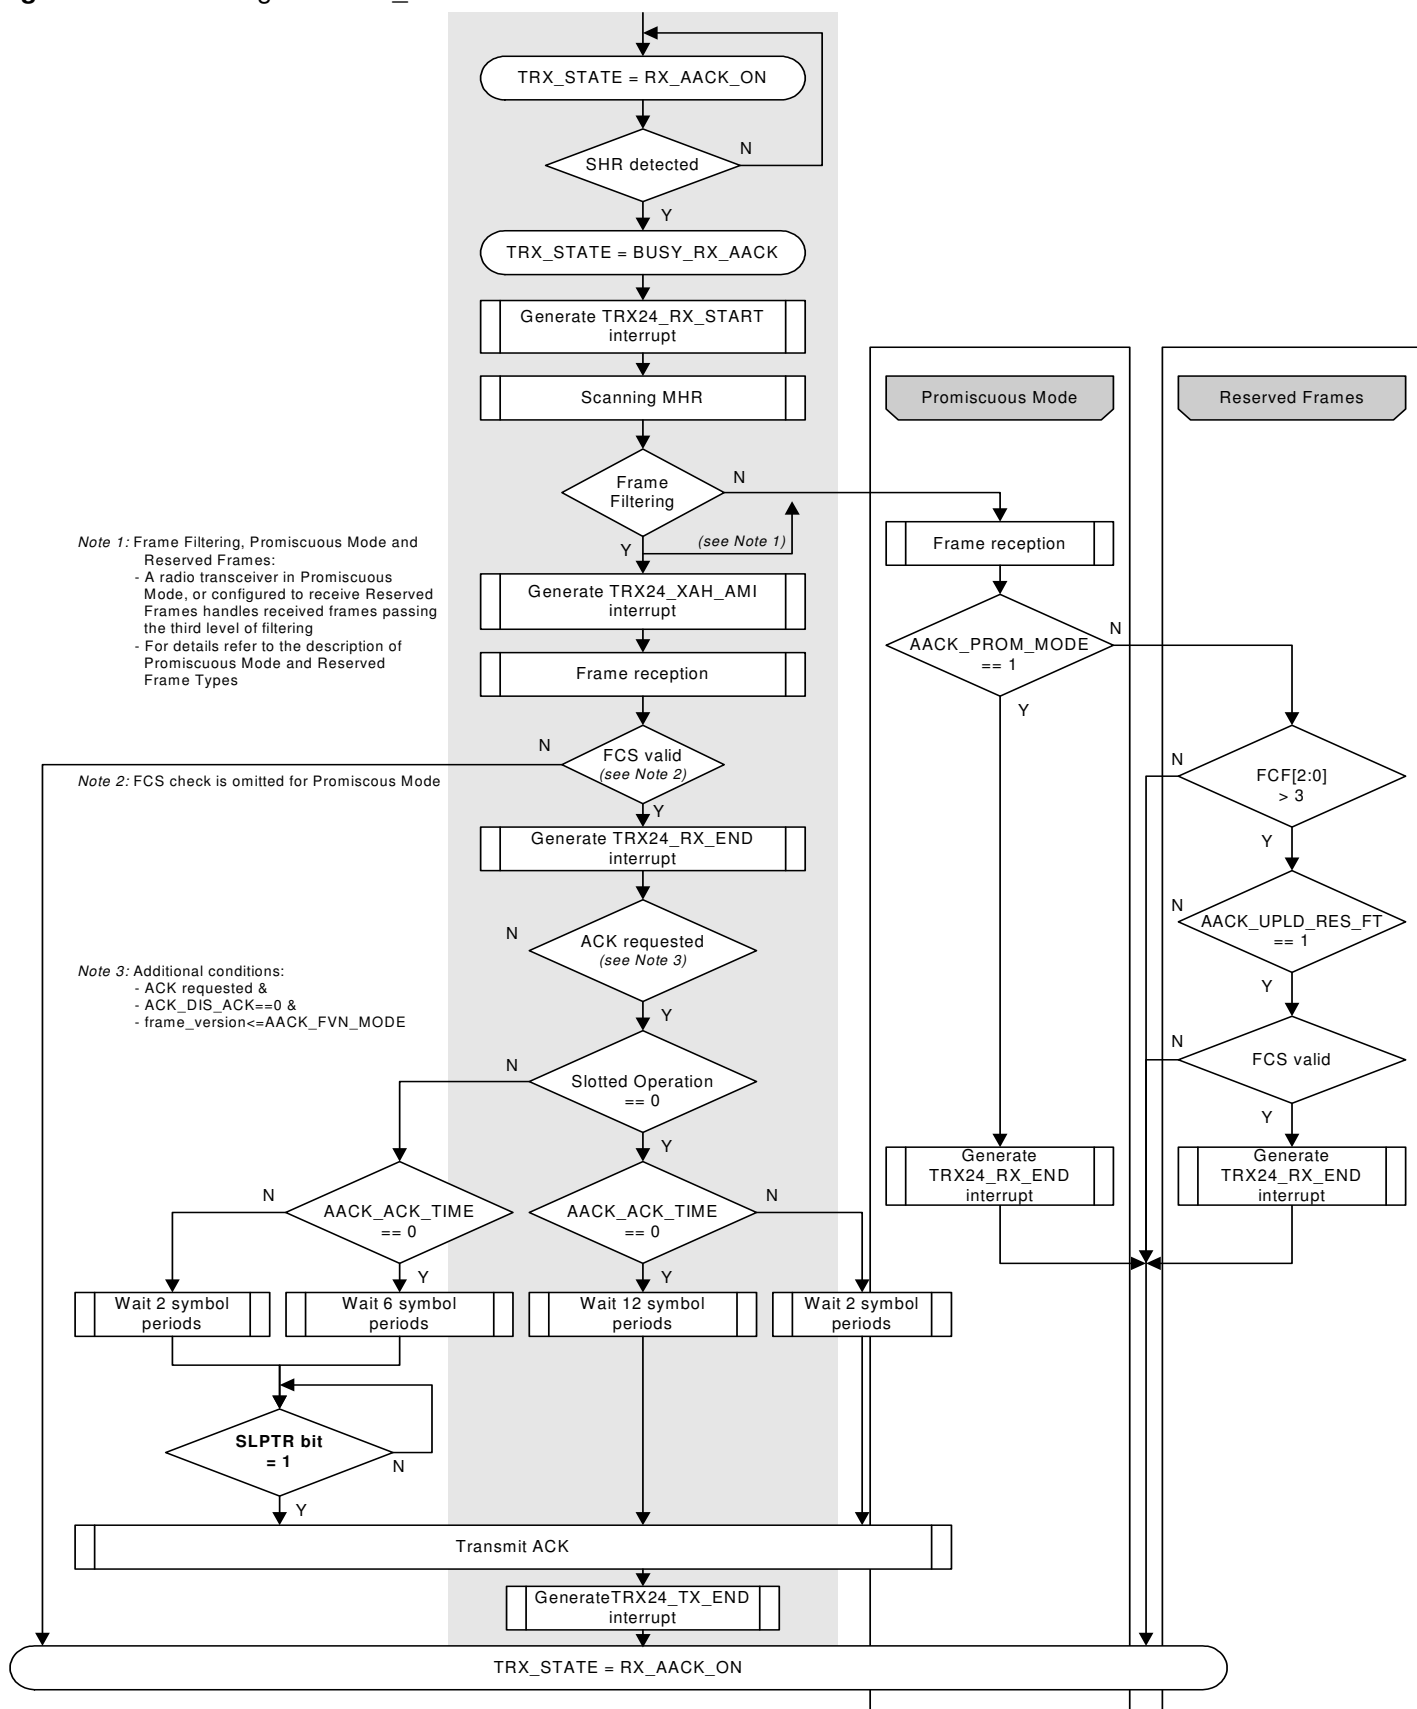 TRX_STATE = RX_AACK_ON
SHR detected
N
Y
TRX_STATE = BUSY_RX_AACK
Generate TRX24_RX_START
interrupt
Scanning MHR
Promiscuous Mode
Reserved Frames
Frame
Filtering
N
Y
(see Note 1)
Note 1: Frame Filtering, Promiscuous Mode and
Reserved Frames:
- A radio transceiver in Promiscuous
Mode, or configured to receive Reserved
Frames handles received frames passing
the third level of filtering
- For details refer to the description of
Promiscuous Mode and Reserved
Frame Types
Frame reception
Generate TRX24_XAH_AMI
interrupt
AACK_PROM_MODE
== 1
N
Y
Frame reception
FCS valid
(see Note 2)
N
Y
Note 2: FCS check is omitted for Promiscous Mode
FCF[2:0]
> 3
N
Y
Generate TRX24_RX_END
interrupt
ACK requested
(see Note 3)
N
Y
AACK_UPLD_RES_FT
== 1
N
Y
Note 3: Additional conditions:
- ACK requested &
- ACK_DIS_ACK==0 &
- frame_version<=AACK_FVN_MODE
Slotted Operation
== 0
N
Y
FCS valid
N
Y
Generate
TRX24_RX_END
interrupt
Generate
TRX24_RX_END
interrupt
AACK_ACK_TIME
== 0
N
Y
AACK_ACK_TIME
== 0
N
Y
Wait 2 symbol
periods
Wait 6 symbol
periods
Wait 12 symbol
periods
Wait 2 symbol
periods
SLPTR bit
= 1
N
Y
Transmit ACK
GenerateTRX24_TX_END
interrupt
TRX_STATE = RX_AACK_ON